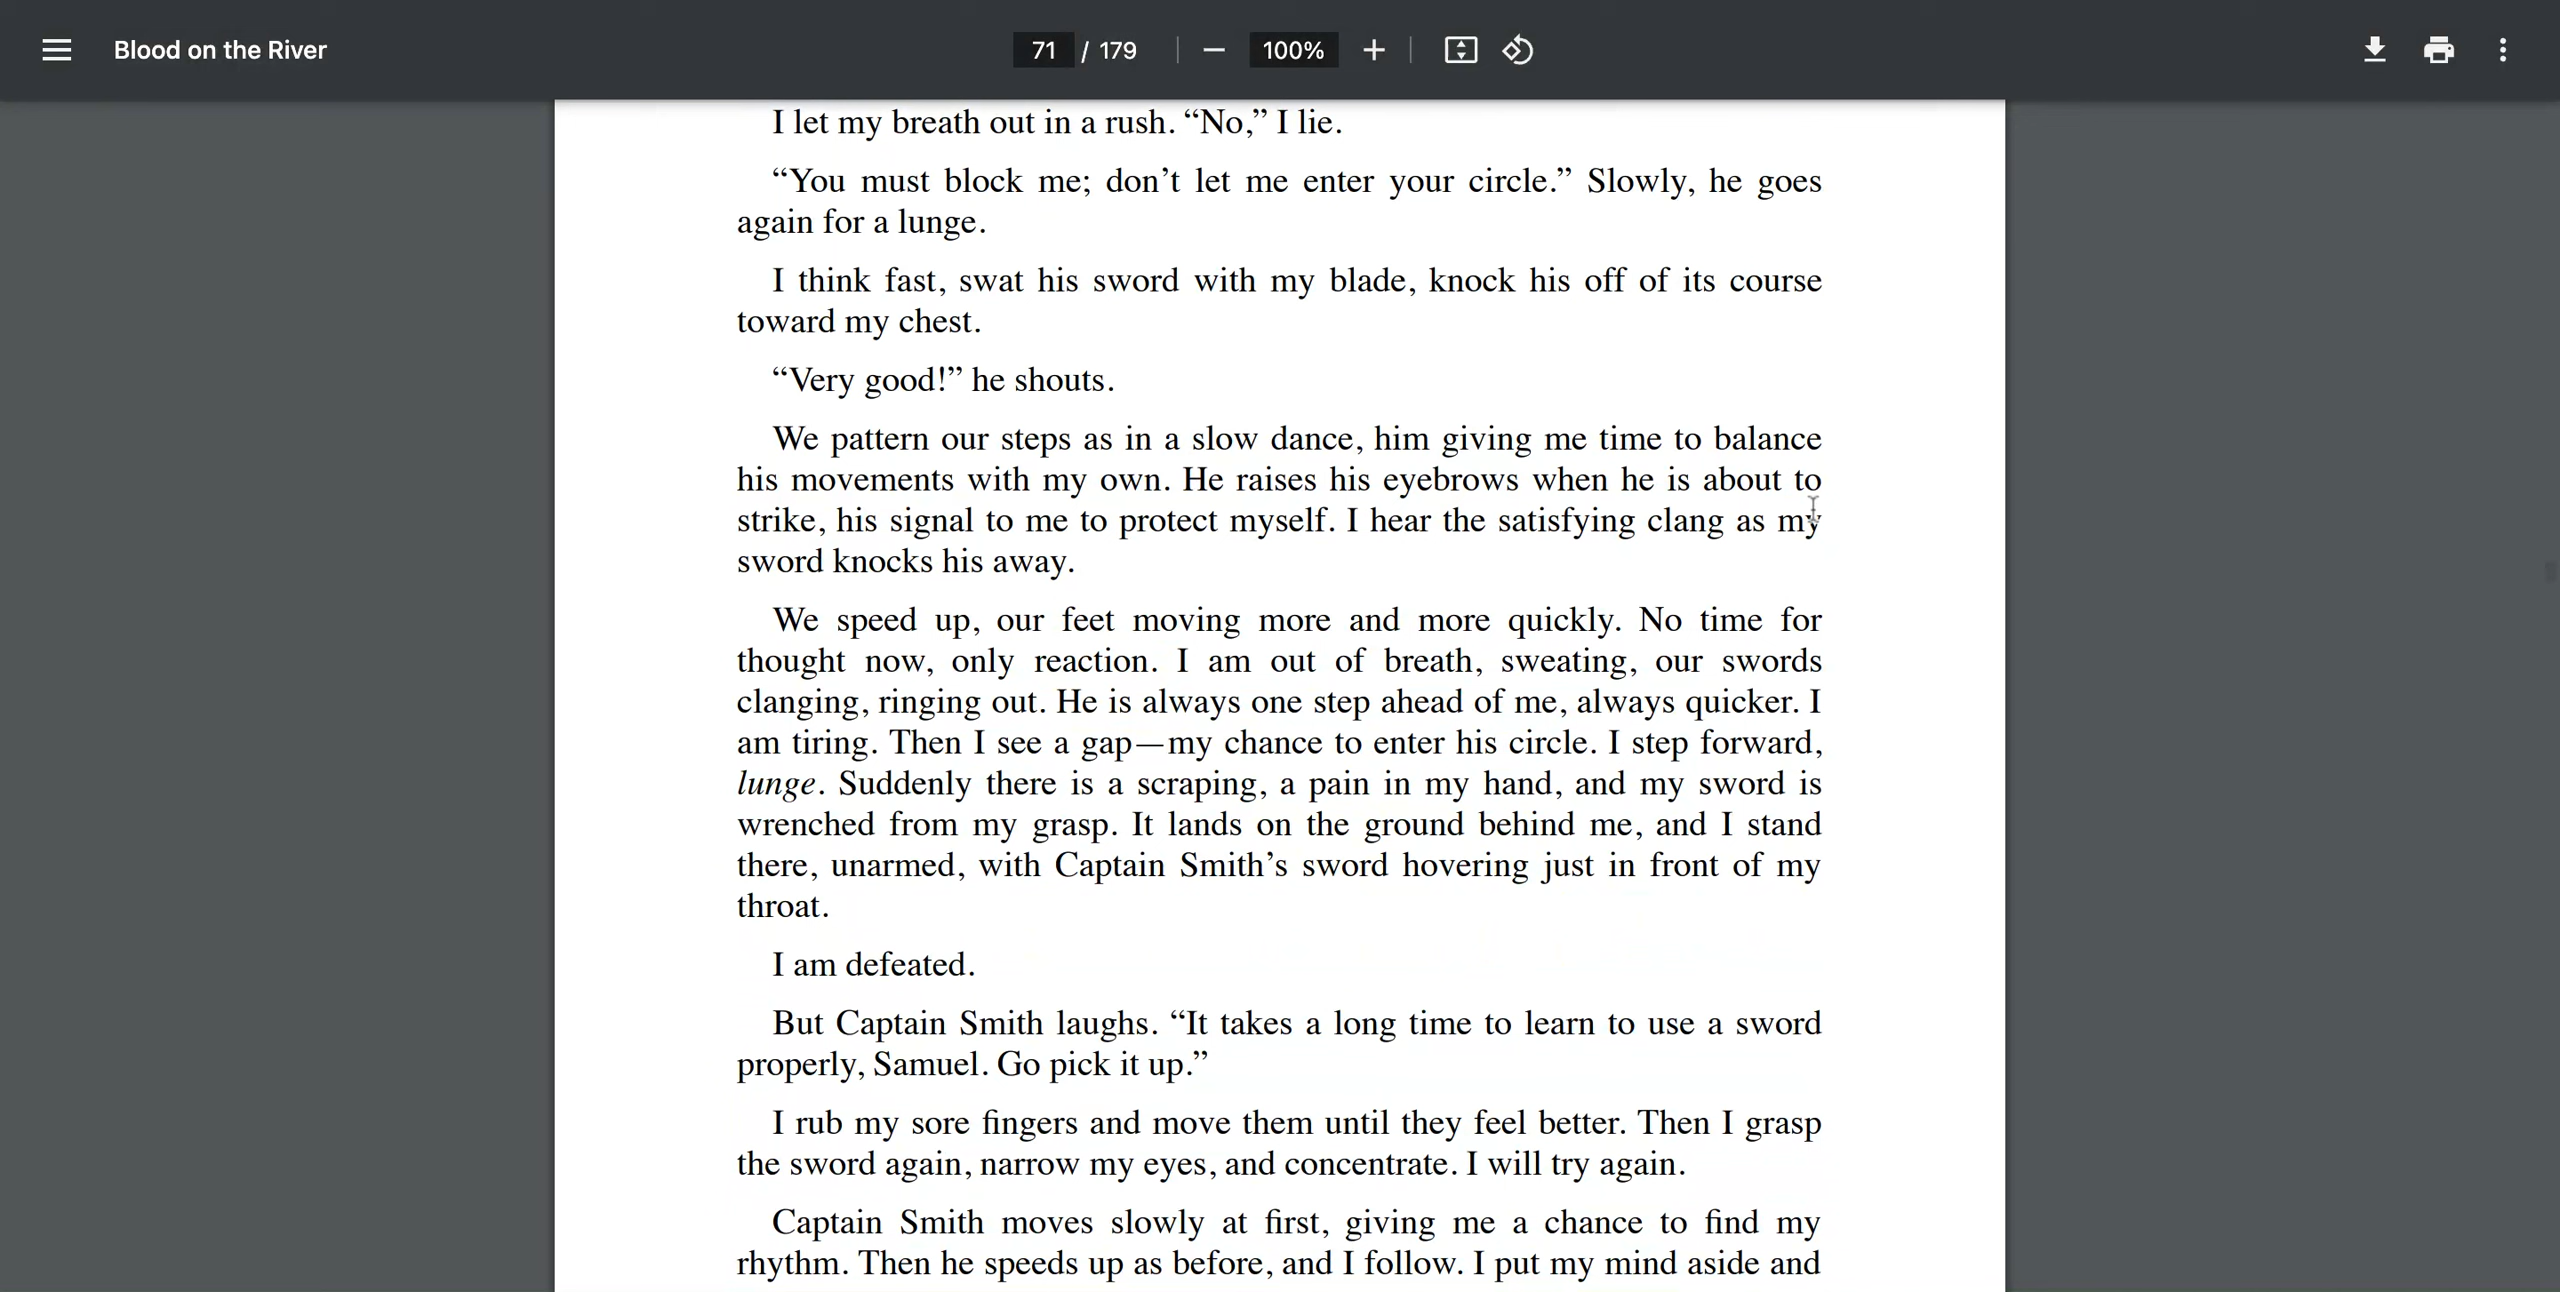 Blood on the River
71 / 179
100%
I let my breath out in a rush. “No,” I lie.
“You must block me; don’t let me enter your circle.” Slowly, he goes
again for a lunge.
I think fast, swat his sword with my blade, knock his off of its course
toward my chest.
“Very good!” he shouts.
We pattern our steps as in a slow dance, him giving me time to balance
his movements with my own. He raises his eyebrows when he is about to
strike, his signal to me to protect myself. I hear the satisfying clang as my
sword knocks his away.
We speed up, our feet moving more and more quickly. No time for
thought now, only reaction. I am out of breath, sweating, our swords
clanging, ringing out. He is always one step ahead of me, always quicker. I
am tiring. Then I see a gap—my chance to enter his circle. I step forward,
lunge. Suddenly there is a scraping, a pain in my hand, and my sword is
wrenched from my grasp. It lands on the ground behind me, and I stand
there, unarmed, with Captain Smith’s sword hovering just in front of my
throat.
I am defeated.
But Captain Smith laughs. “It takes a long time to learn to use a sword
properly, Samuel. Go pick it up.”
I rub my sore fingers and move them until they feel better. Then I grasp
the sword again, narrow my eyes, and concentrate. I will try again.
Captain Smith moves slowly at first, giving me a chance to find my
rhythm. Then he speeds up as before, and I follow. I put my mind aside and